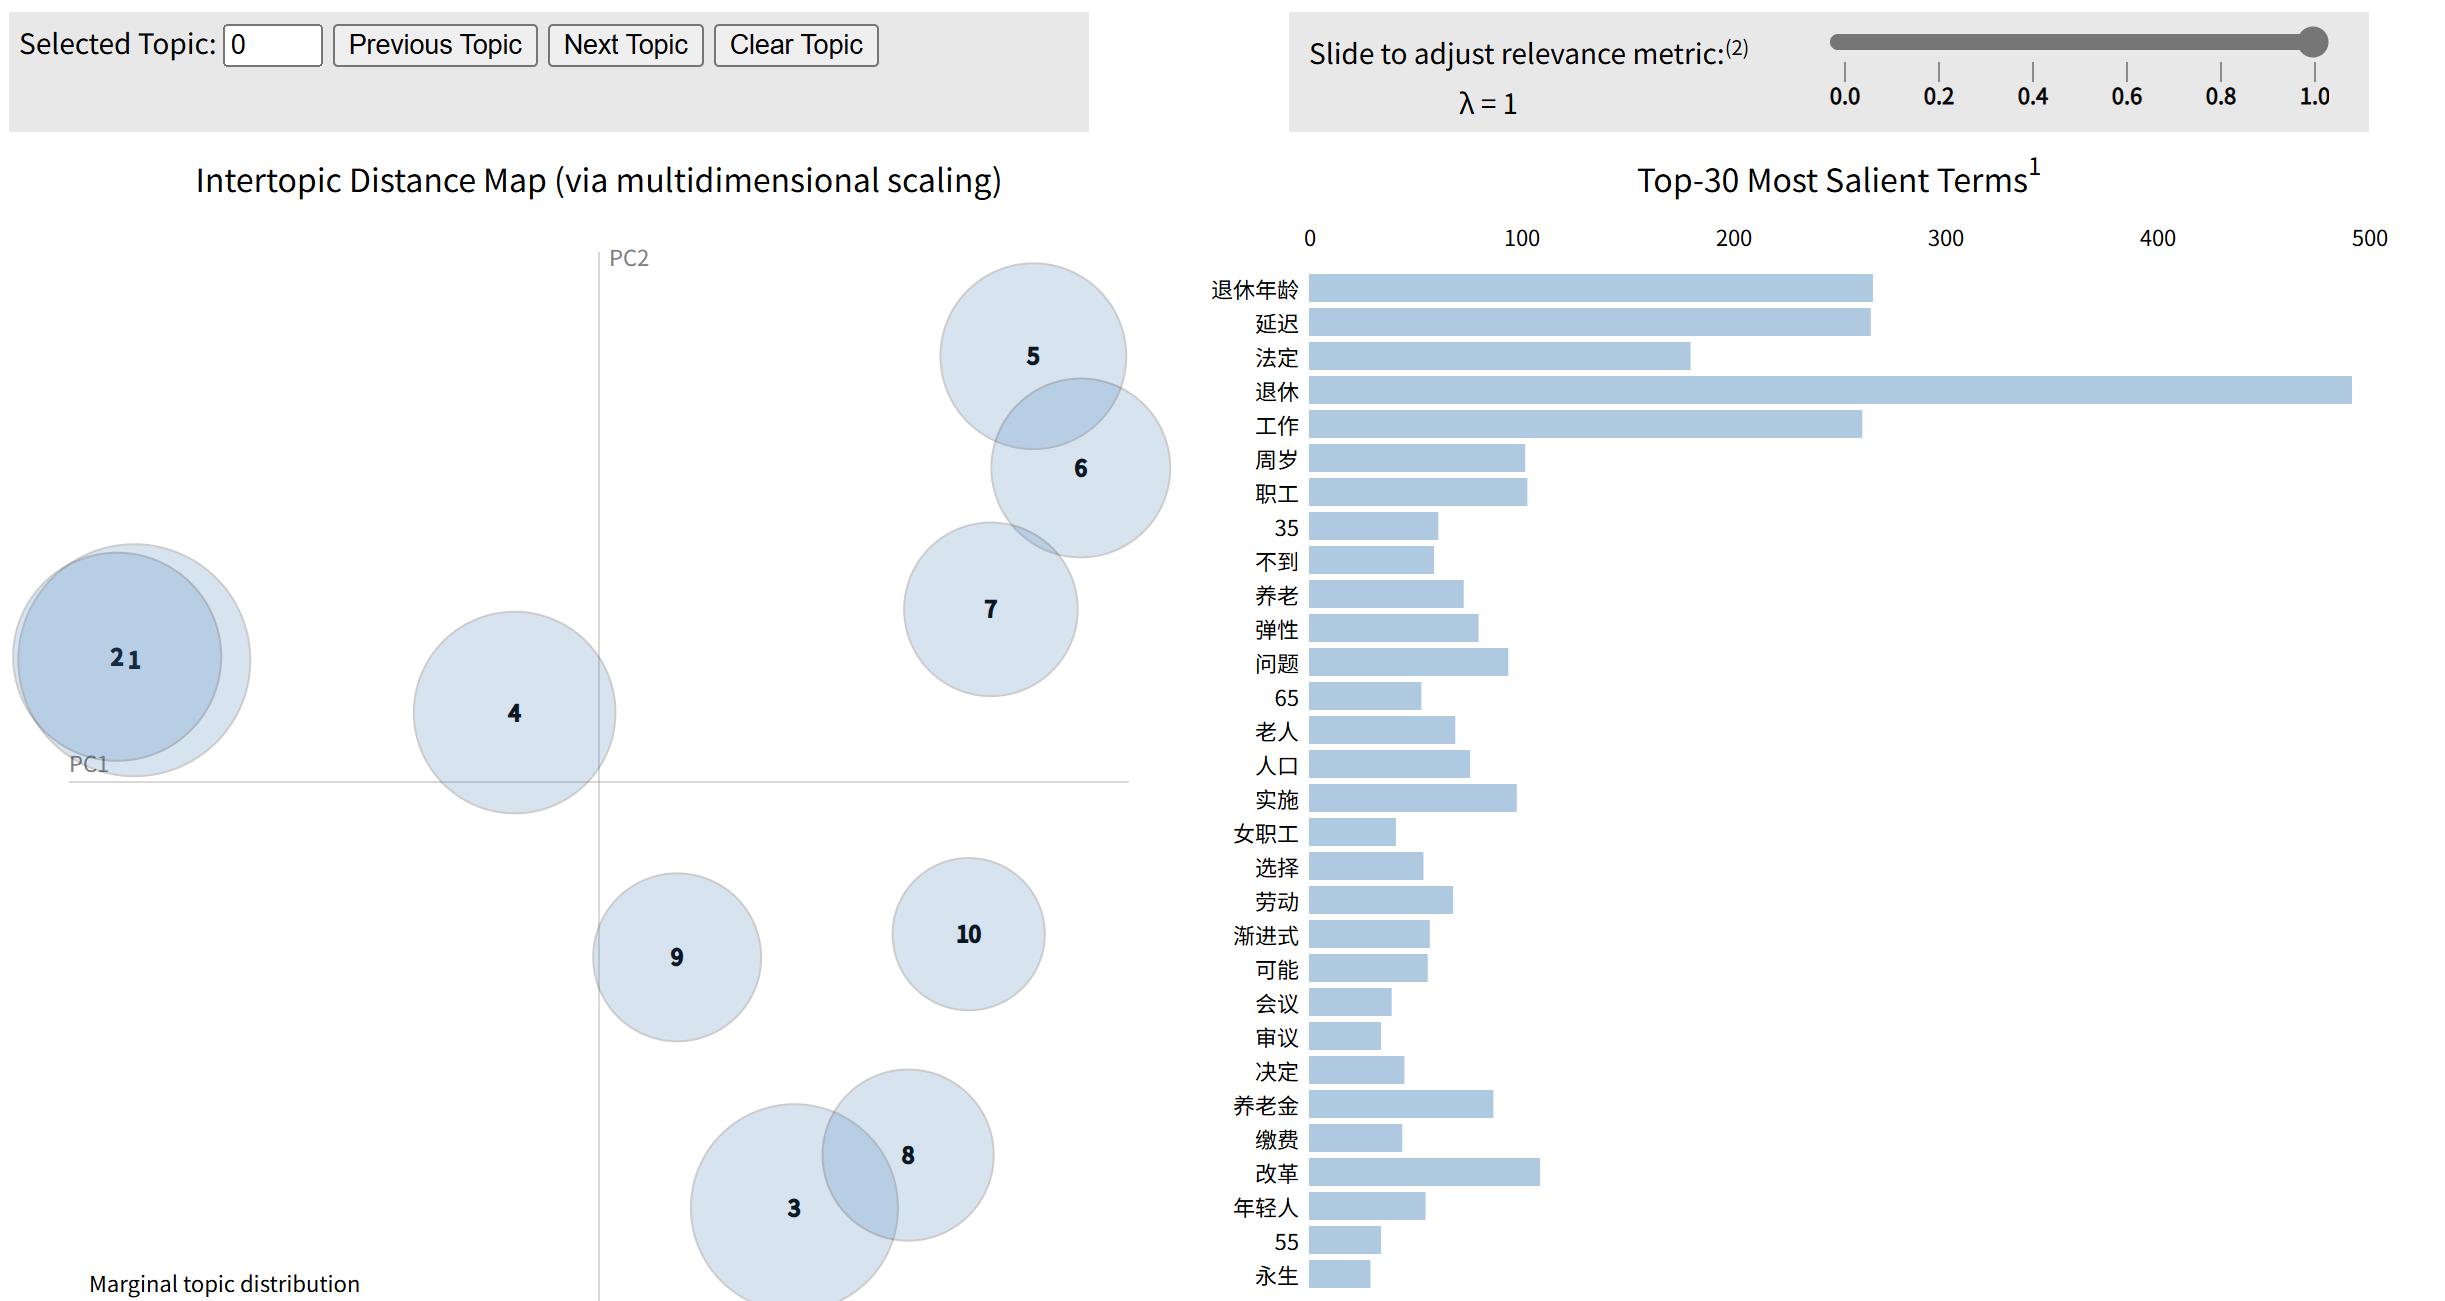 Selected Topic: 0 Previous Topic Next Topic Clear Topic
Slide to adjust relevance metric:(2)
λ = 1
0.0 0.2 0.4 0.6 0.8 1.0
Intertopic Distance Map (via multidimensional scaling)
PC2
5
6
7
2 1
4
PC1
9
10
8
3
Marginal topic distribution
Top-30 Most Salient Terms1
0 100 200 300 400 500
退休年龄
延迟
法定
退休
工作
周岁
职工
35
不到
养老
弹性
问题
65
老人
人口
实施
女职工
选择
劳动
渐进式
可能
会议
审议
决定
养老金
缴费
改革
年轻人
55
永生